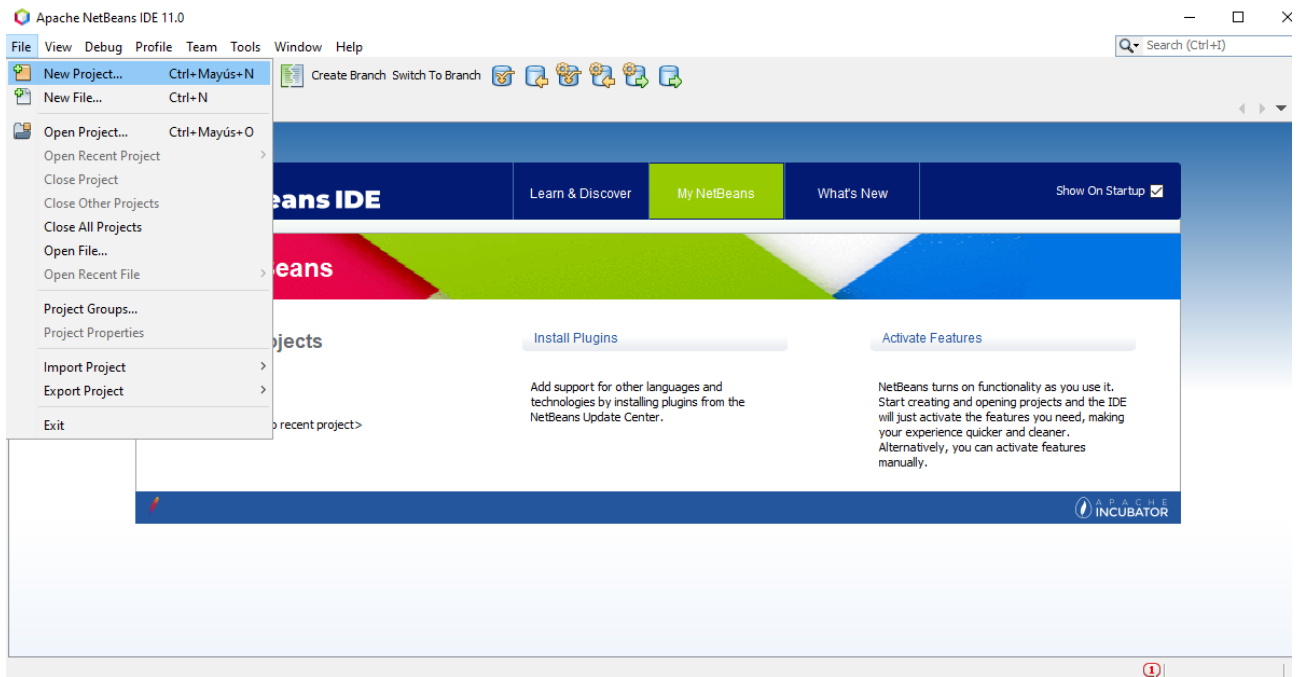 Apache NetBeans IDE 11.0
File View Debug Profile Team Tools Window Help
Search (Ctrl+I)
New Project... Ctrl+Mayús+N
Create Branch Switch To Branch
New File... Ctrl+N
Open Project... Ctrl+Mayús+O
Open Recent Project
Close Project
Close Other Projects
Close All Projects
Open File...
Open Recent File
Project Groups...
Project Properties
Import Project
Export Project
Exit
eans IDE
Learn & Discover
My NetBeans
What's New
Show On Startup
eans
jects
recent project>
Install Plugins
Add support for other languages and
technologies by installing plugins from the
NetBeans Update Center.
Activate Features
NetBeans turns on functionality as you use it.
Start creating and opening projects and the IDE
will just activate the features you need, making
your experience quicker and cleaner.
Alternatively, you can activate features
manually.
APACHE
INCUBATOR
1